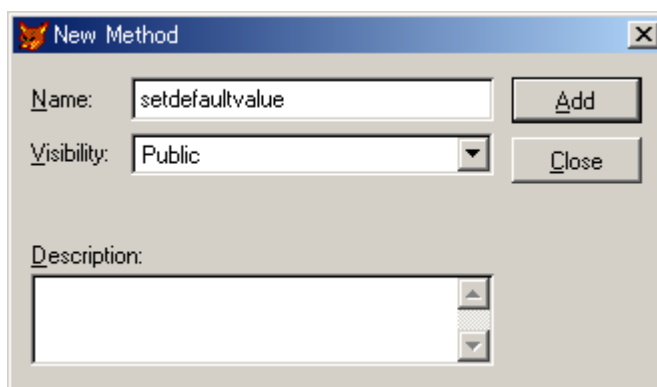 New Method
Name: setdefaultvalue Add
Visibility: Public Close
Description: